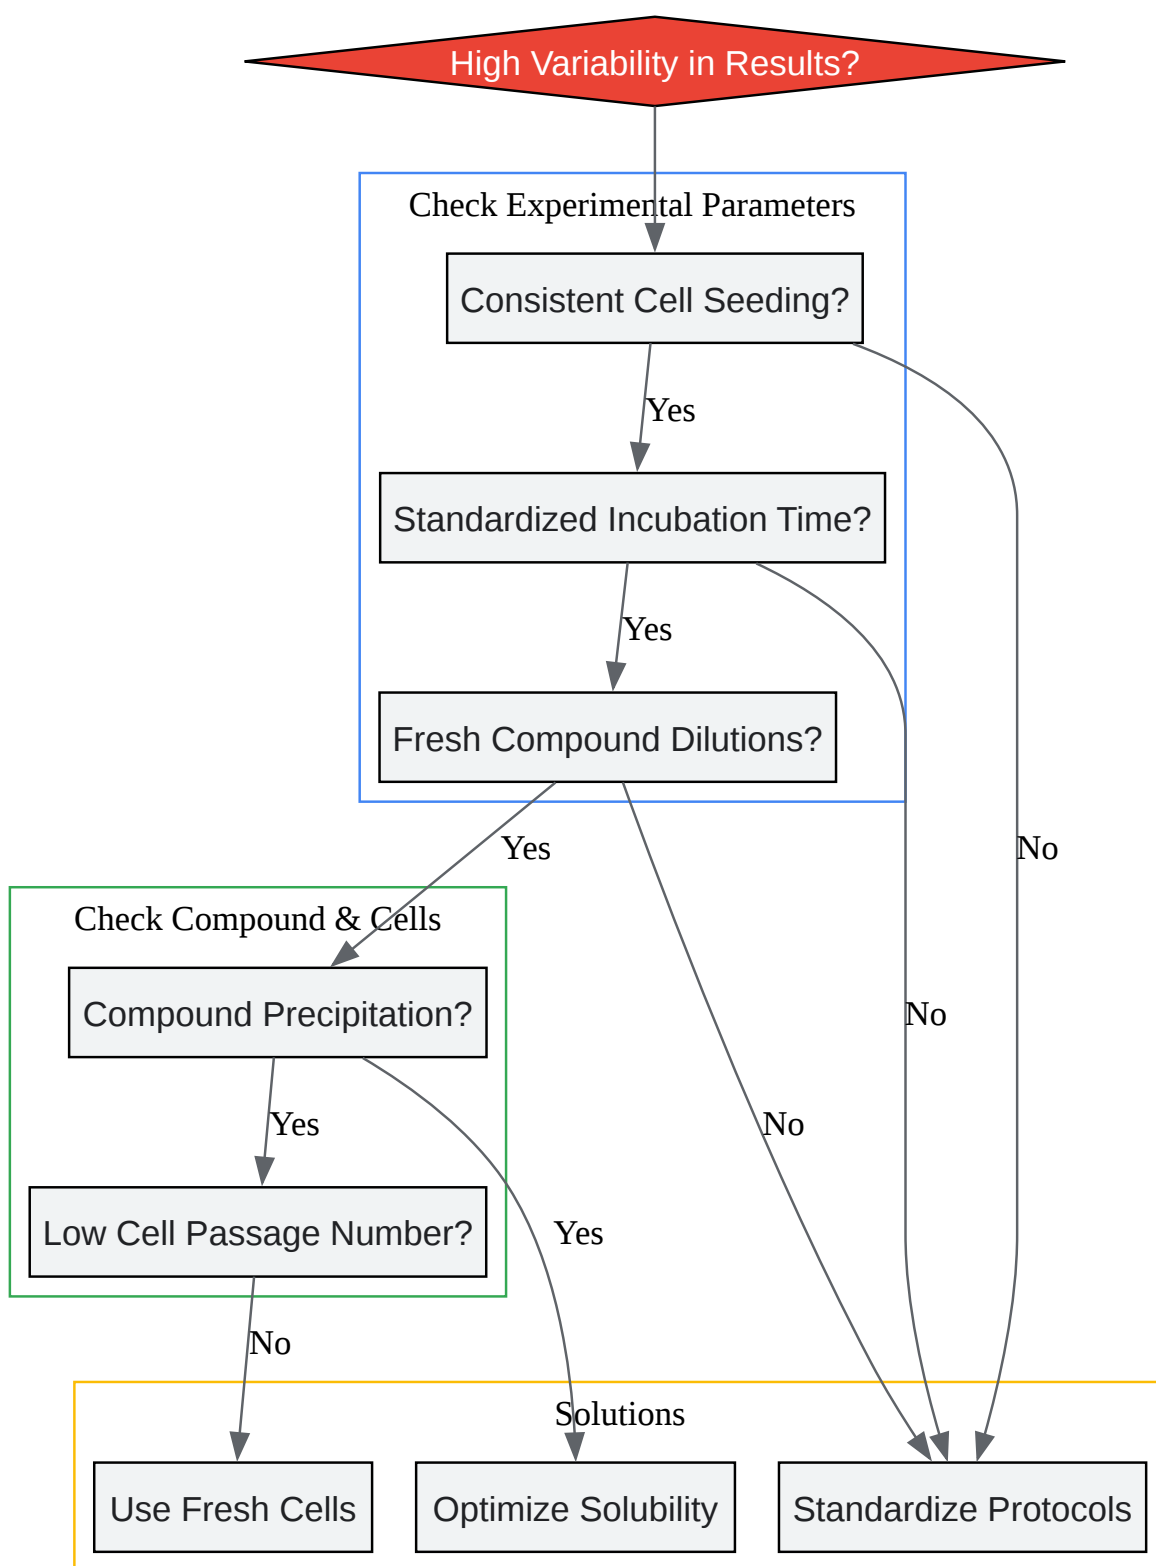 High Variability in Results?
Check Experimental Parameters
Consistent Cell Seeding?
Yes
Standardized Incubation Time?
Yes
Fresh Compound Dilutions?
Yes
No
Check Compound & Cells
Compound Precipitation?
No
Yes
No
Low Cell Passage Number?
Yes
No
Solutions
Use Fresh Cells
Optimize Solubility
Standardize Protocols